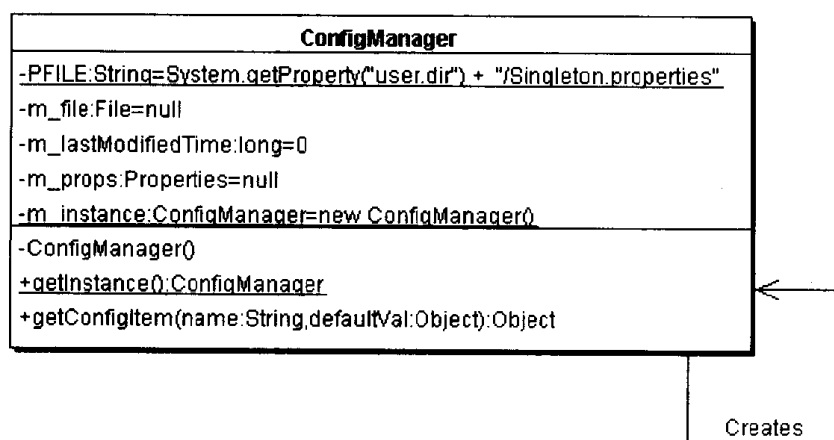 ConfigManager
-PFILE:String=System.getProperty("user.dir") + "/Singleton.properties"
-m_file:File=null
-m_lastModifiedTime:long=0
-m_props:Properties=null
-m_instance:ConfigManager=new ConfigManager()
-ConfigManager()
+getInstance():ConfigManager
+getConfigItem(name:String,defaultVal:Object):Object
Creates